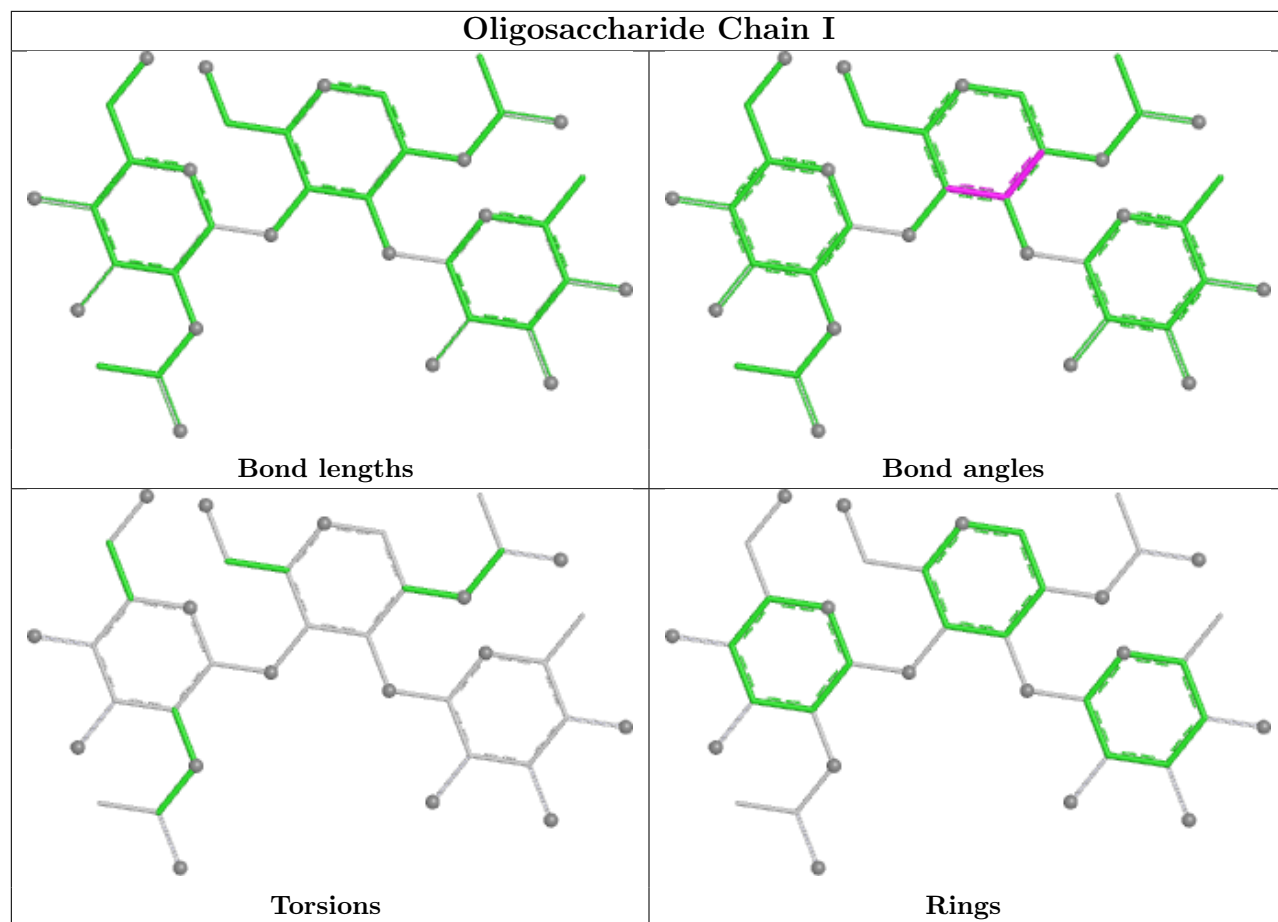 Oligosaccharide Chain I
Bond lengths
Bond angles
Torsions
Rings